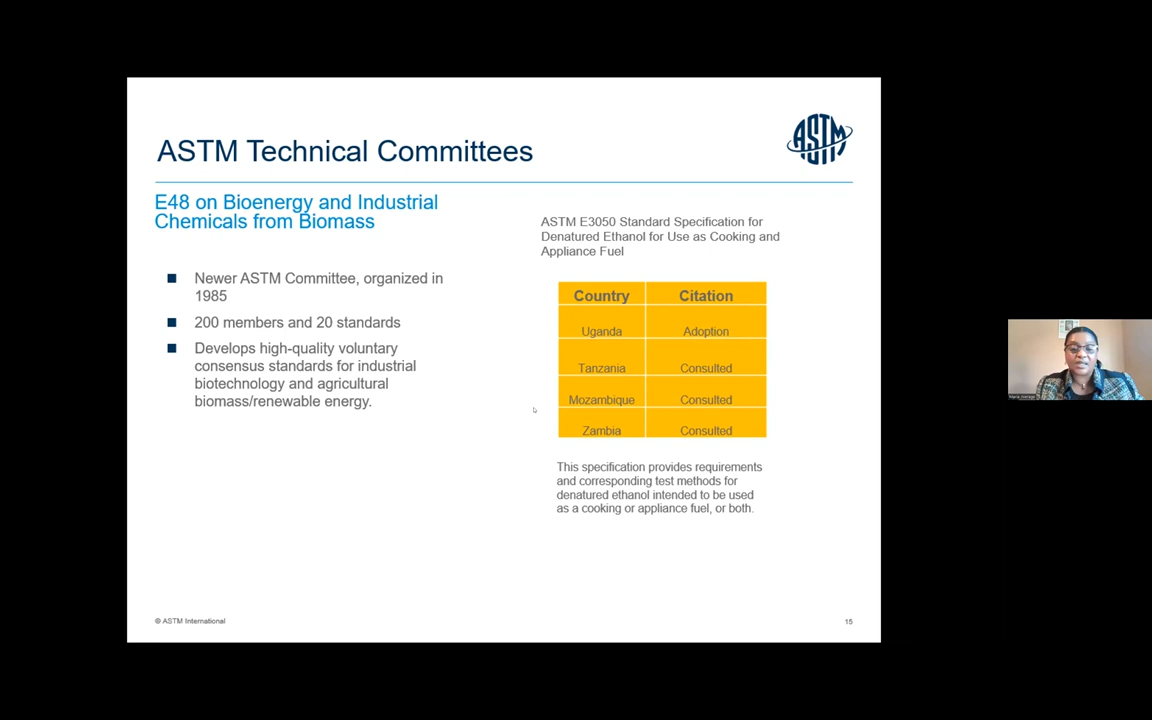 ASTM Technical Committees
ASTM
E48 on Bioenergy and Industrial
Chemicals from Biomass
Newer ASTM Committee, organized in
1985
200 members and 20 standards
Develops high-quality voluntary
consensus standards for industrial
biotechnology and agricultural
biomass/renewable energy.
ASTM E3050 Standard Specification for
Denatured Ethanol for Use as Cooking and
Appliance Fuel
Country Citation
Uganda Adoption
Tanzania Consulted
Mozambique Consulted
Zambia Consulted
This specification provides requirements
and corresponding test methods for
denatured ethanol intended to be used
as a cooking or appliance fuel, or both.
© ASTM International
15